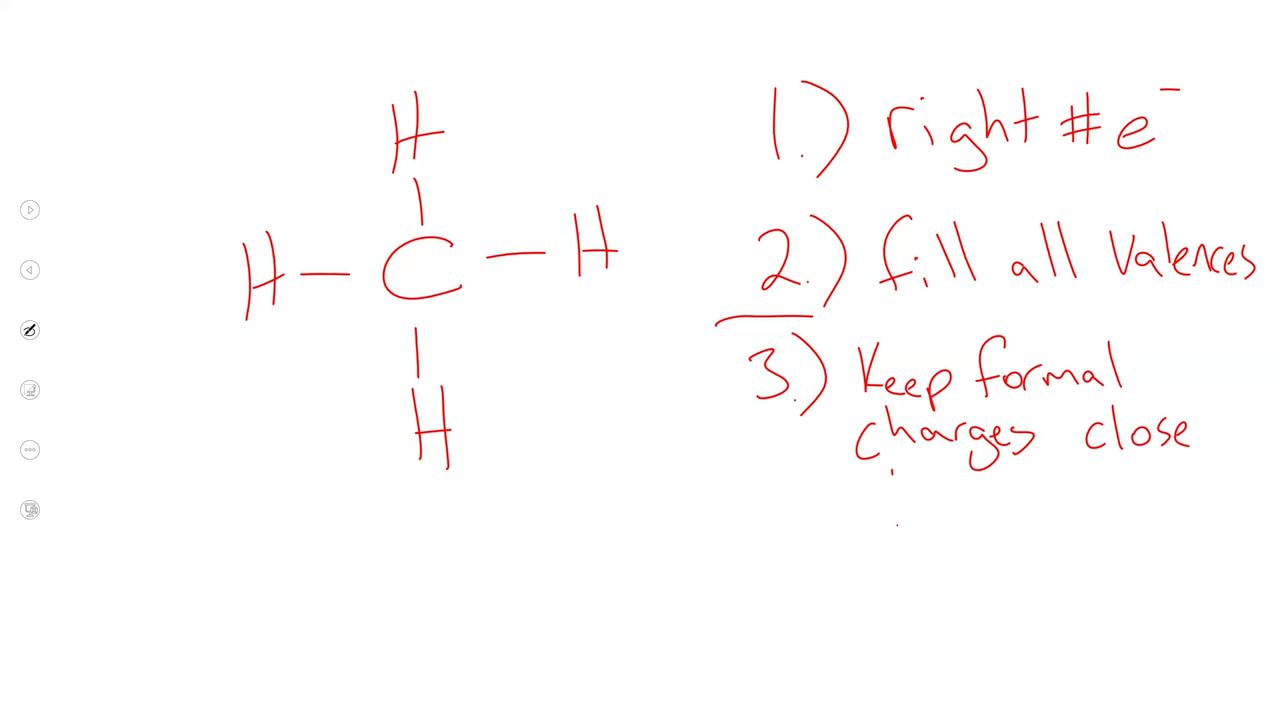 H
H — C — H
H
1.) right # e⁻
2.) fill all Valences
3.) Keep formal
charges close